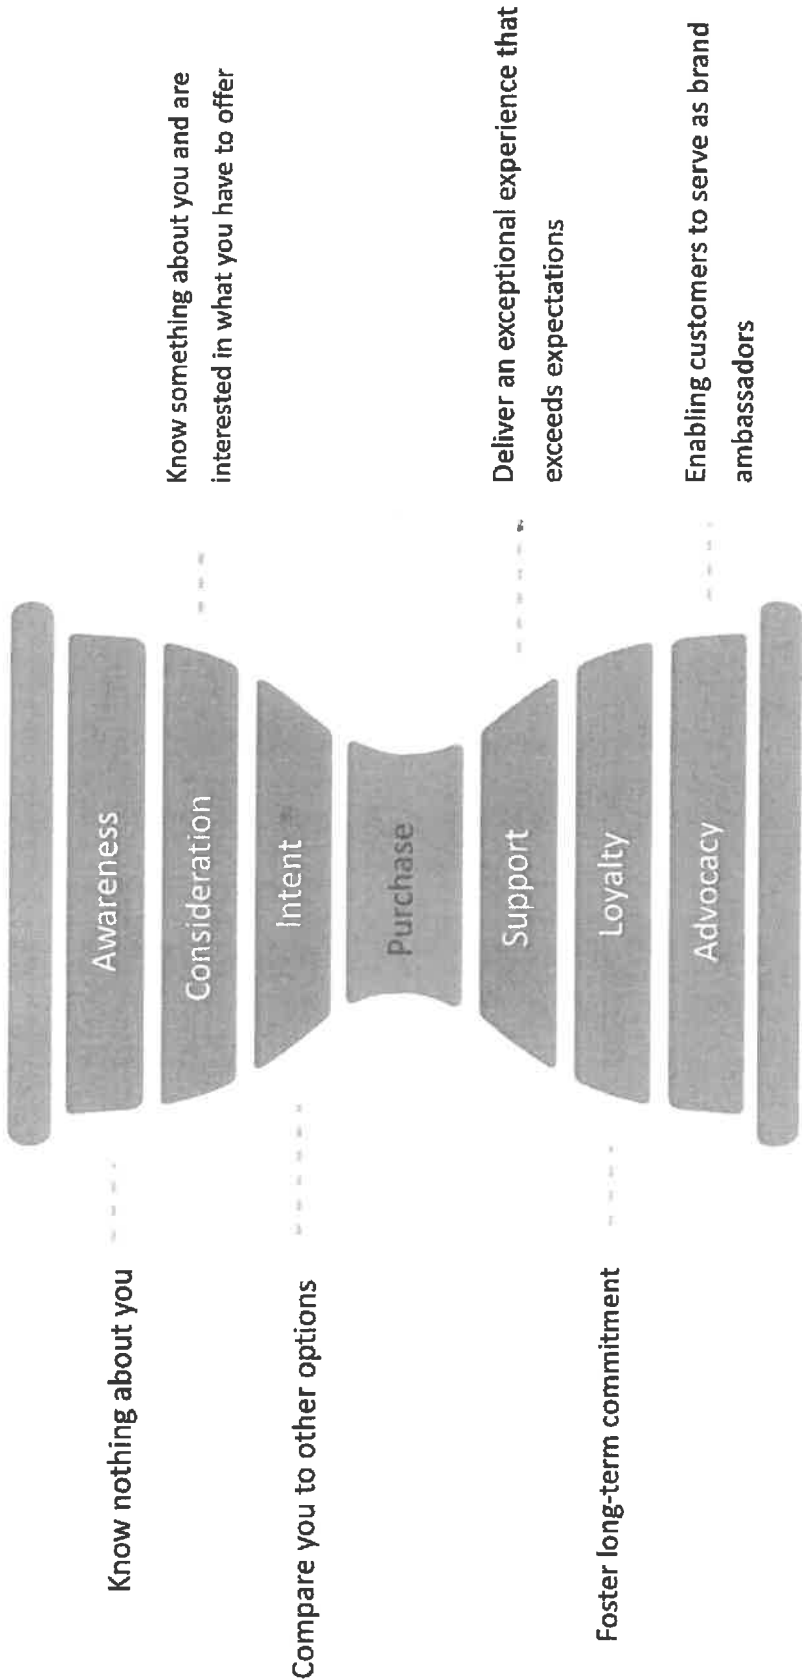 Know nothing about you
Awareness
Consideration
Know something about you and are
interested in what you have to offer
Compare you to other options
Intent
Purchase
Support
Deliver an exceptional experience that
exceeds expectations
Foster long-term commitment
Loyalty
Advocacy
Enabling customers to serve as brand
ambassadors